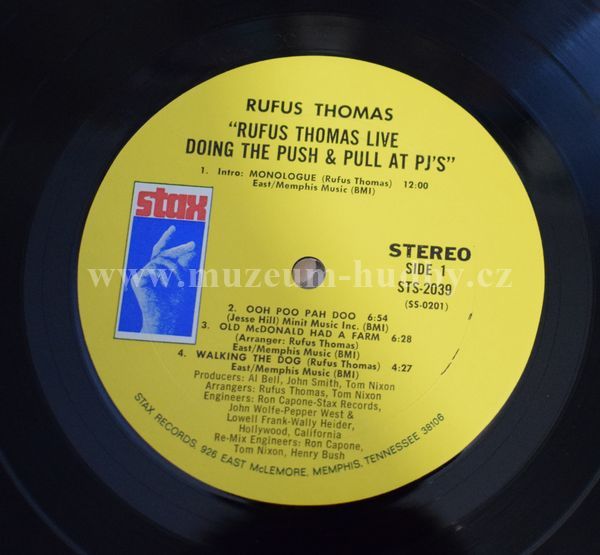 RUFUS THOMAS
"RUFUS THOMAS LIVE
DOING THE PUSH & PULL AT PJ'S"
1. Intro: MONOLOGUE (Rufus Thomas) 12:00
East/Memphis Music (BMI)
stax
STEREO
SIDE 1
STS-2039
(SS-0201)
www.muzeum-hudby.cz
2. OOH POO PAH DOO 6:54
(Jesse Hill) Minit Music Inc. (BMI)
3. OLD McDONALD HAD A FARM 6:28
(Arranger: Rufus Thomas)
East/Memphis Music (BMI)
4. WALKING THE DOG (Rufus Thomas) 4:27
East/Memphis Music (BMI)
Producers: Al Bell, John Smith, Tom Nixon
Arrangers: Rufus Thomas, Tom Nixon
Engineers: Ron Capone-Stax Records,
John Wolfe-Pepper West &
Lowell Frank-Wally Heider,
Hollywood, California
Re-Mix Engineers: Ron Capone,
Tom Nixon, Henry Bush
STAX RECORDS, 926 EAST McLEMORE, MEMPHIS, TENNESSEE 38106